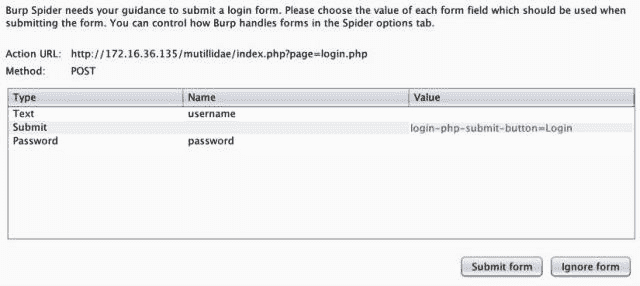 Burp Spider needs your guidance to submit a login form. Please choose the value of each form field which should be used when
submitting the form. You can control how Burp handles forms in the Spider options tab.
Action URL: http://172.16.36.135/mutillidae/index.php?page=login.php
Method: POST
Type Name Value
Text username
Submit login-php-submit-button=Login
Password password
Submit form Ignore form